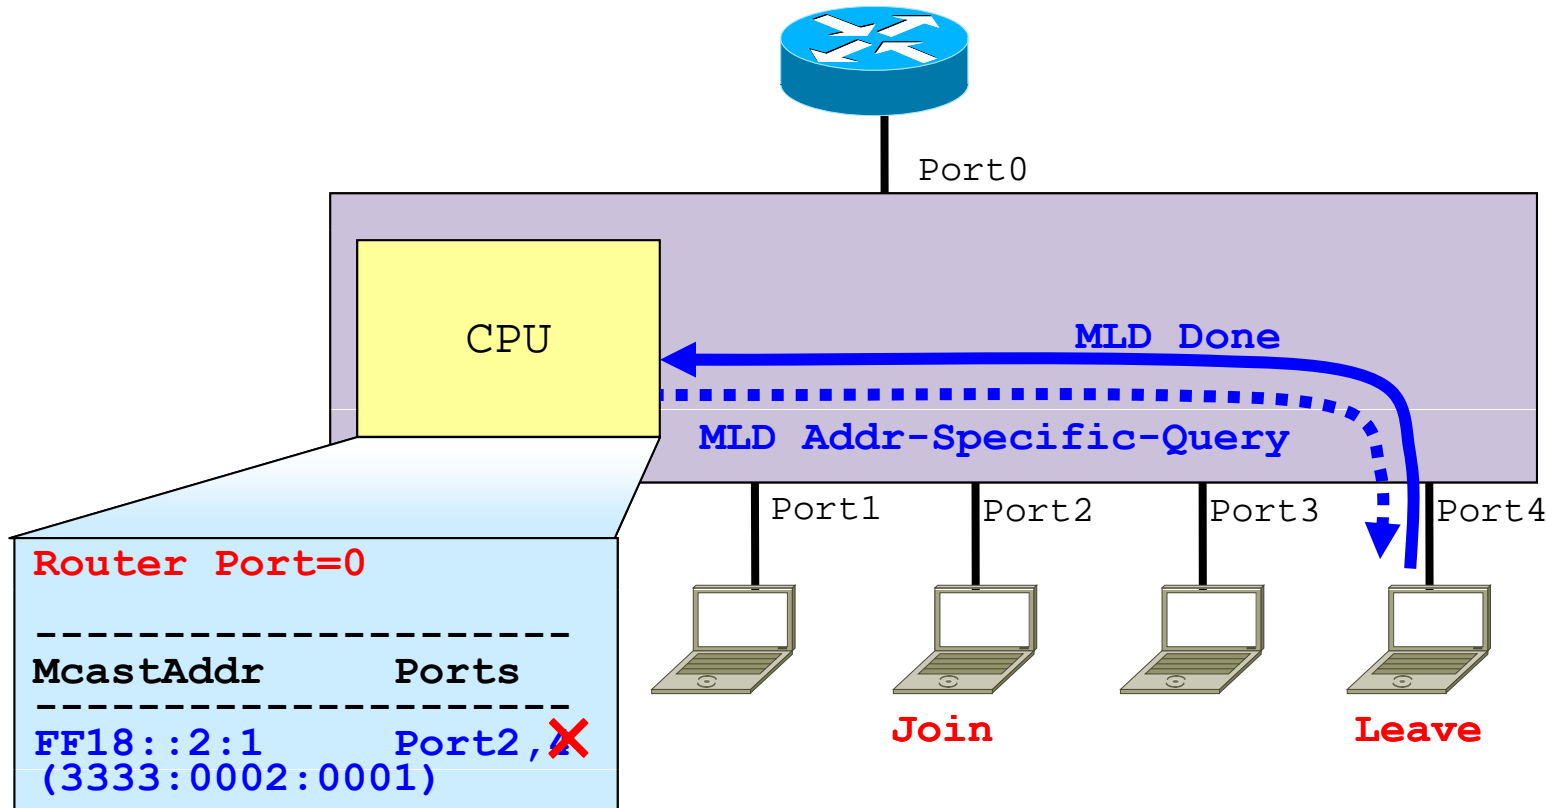 Port0
CPU
MLD Done
MLD Addr-Specific-Query
Port1
Port2
Port3
Port4
Router Port=0
---------------------
McastAddr Ports
---------------------
FF18::2:1 Port2,4
(3333:0002:0001)
Join
Leave